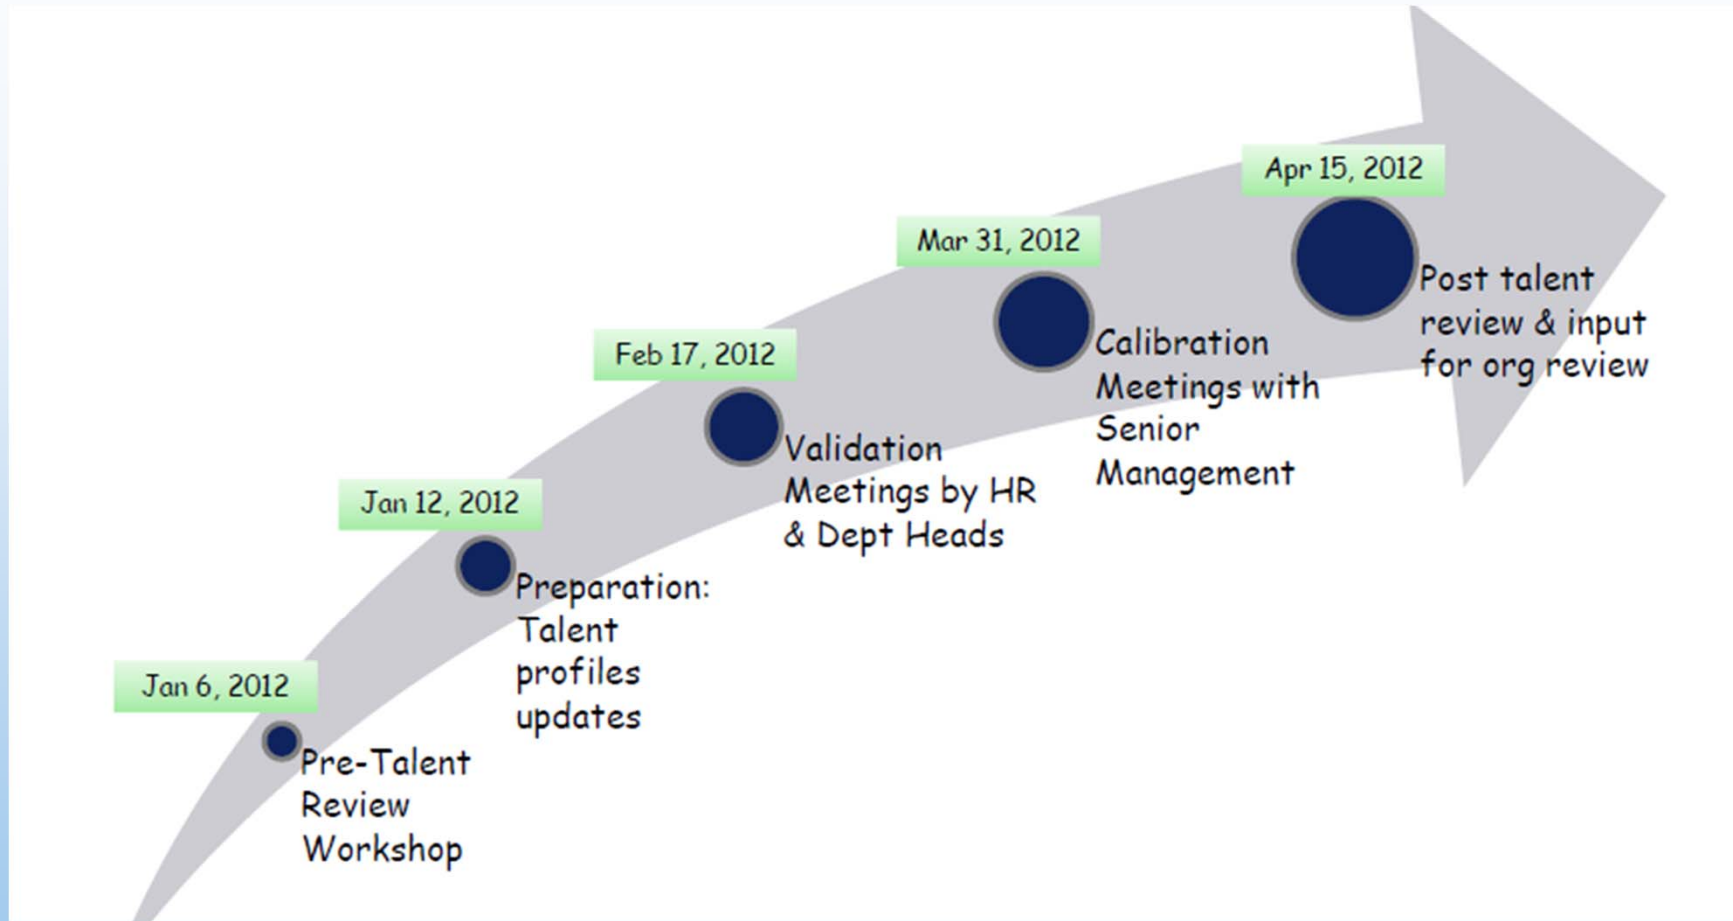 Jan 6, 2012
Pre-Talent
Review
Workshop
Jan 12, 2012
Preparation:
Talent
profiles
updates
Feb 17, 2012
Validation
Meetings by HR
& Dept Heads
Mar 31, 2012
Calibration
Meetings with
Senior
Management
Apr 15, 2012
Post talent
review & input
for org review